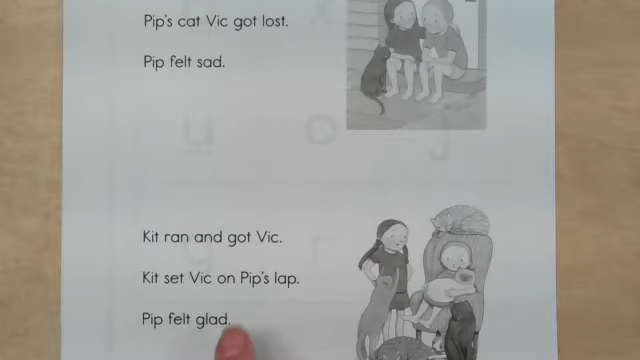 Pip's cat Vic got lost.
Pip felt sad.
Kit ran and got Vic.
Kit set Vic on Pip's lap.
Pip felt glad.